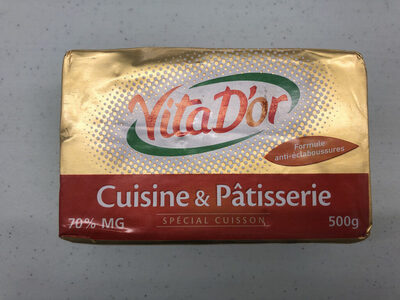 Vita D'or
Formule
anti-éclaboussures
Cuisine & Pâtisserie
70% MG
SPÉCIAL CUISSON
500g